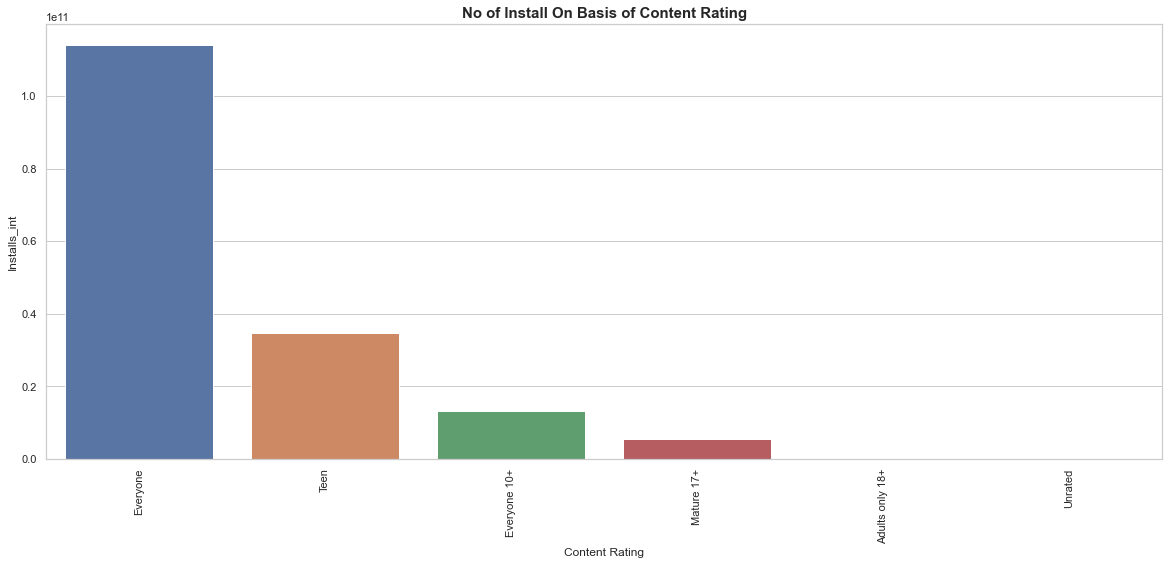 No of Install On Basis of Content Rating
1e11
1.0
0.8
0.6
0.4
0.2
0.0
Installs_int
Everyone
Teen
Everyone 10+
Mature 17+
Adults only 18+
Unrated
Content Rating